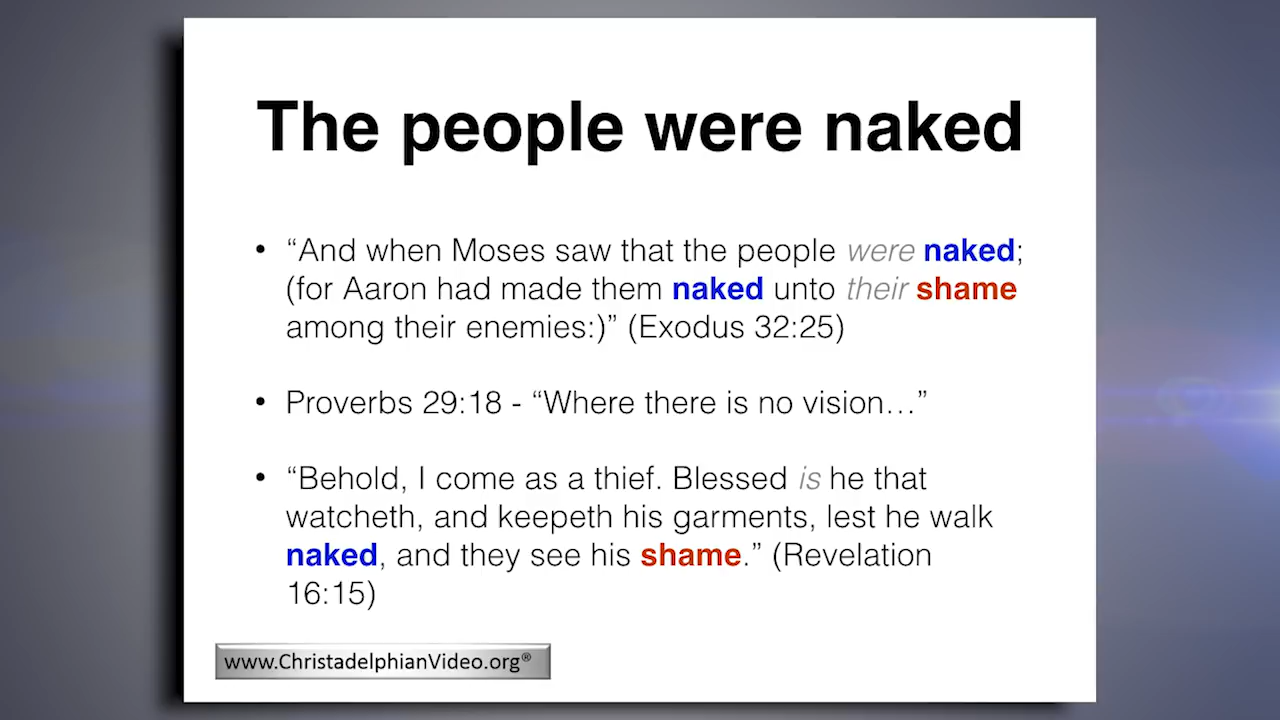 The people were naked
• “And when Moses saw that the people were naked;
(for Aaron had made them naked unto their shame
among their enemies:)” (Exodus 32:25)
• Proverbs 29:18 - “Where there is no vision…”
• “Behold, I come as a thief. Blessed is he that
watcheth, and keepeth his garments, lest he walk
naked, and they see his shame.” (Revelation
16:15)
www.ChristadelphianVideo.org®